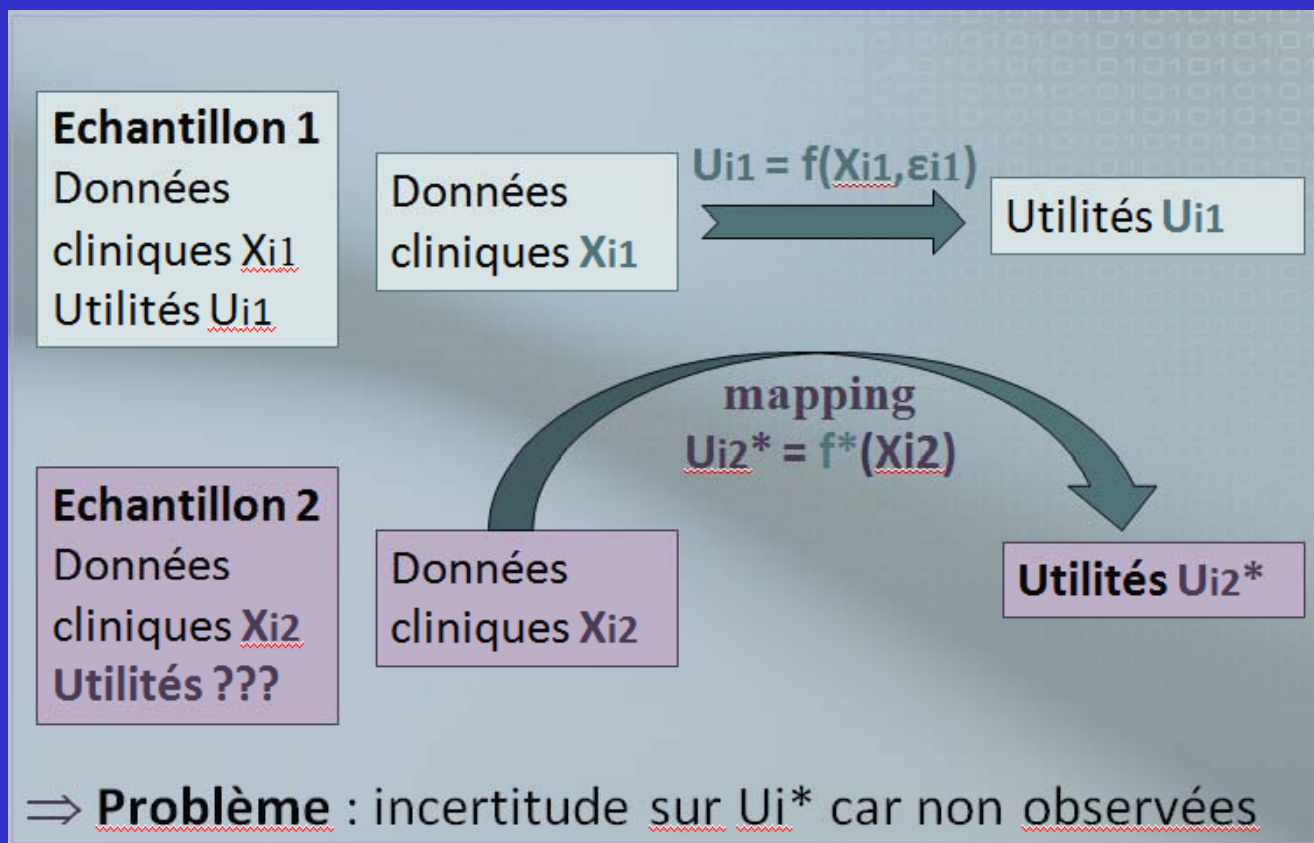 Echantillon 1
Données
cliniques Xi1
Utilités Ui1
Données
cliniques Xi1
Ui1 = f(Xi1,εi1)
Utilités Ui1
mapping
Ui2* = f*(Xi2)
Echantillon 2
Données
cliniques Xi2
Utilités ???
Données
cliniques Xi2
Utilités Ui2*
⇒ Problème : incertitude sur Ui* car non observées